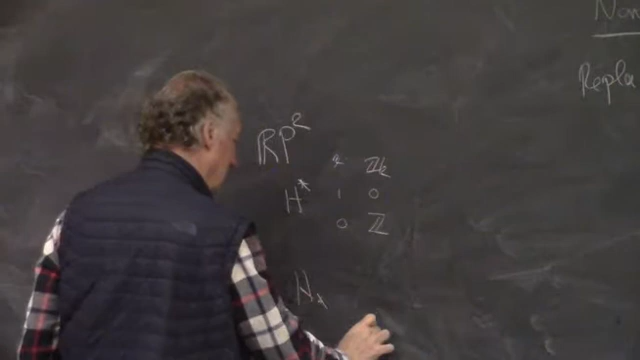 Repla
RP²
2 ℤ₂
H* 1 0
0 ℤ
H*